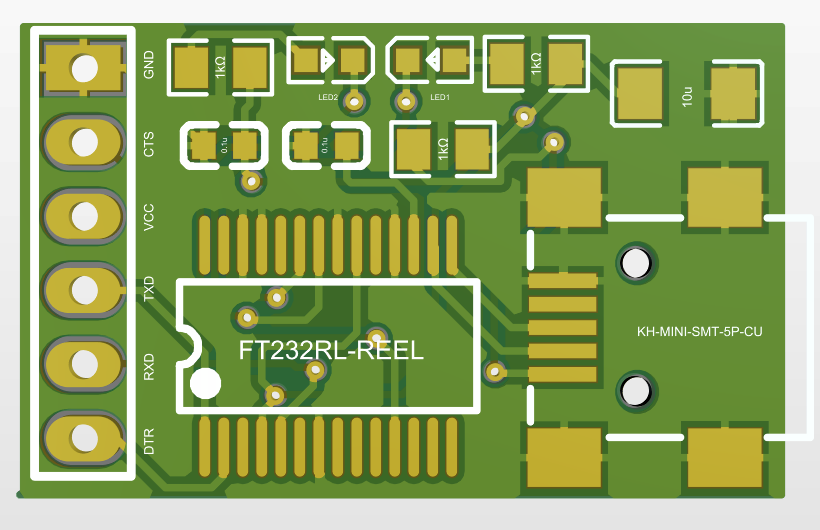 GND
CTS
VCC
TXD
RXD
DTR
1kΩ
LED2
LED1
1kΩ
10u
0.1u
0.1u
1kΩ
FT232RL-REEL
KH-MINI-SMT-5P-CU